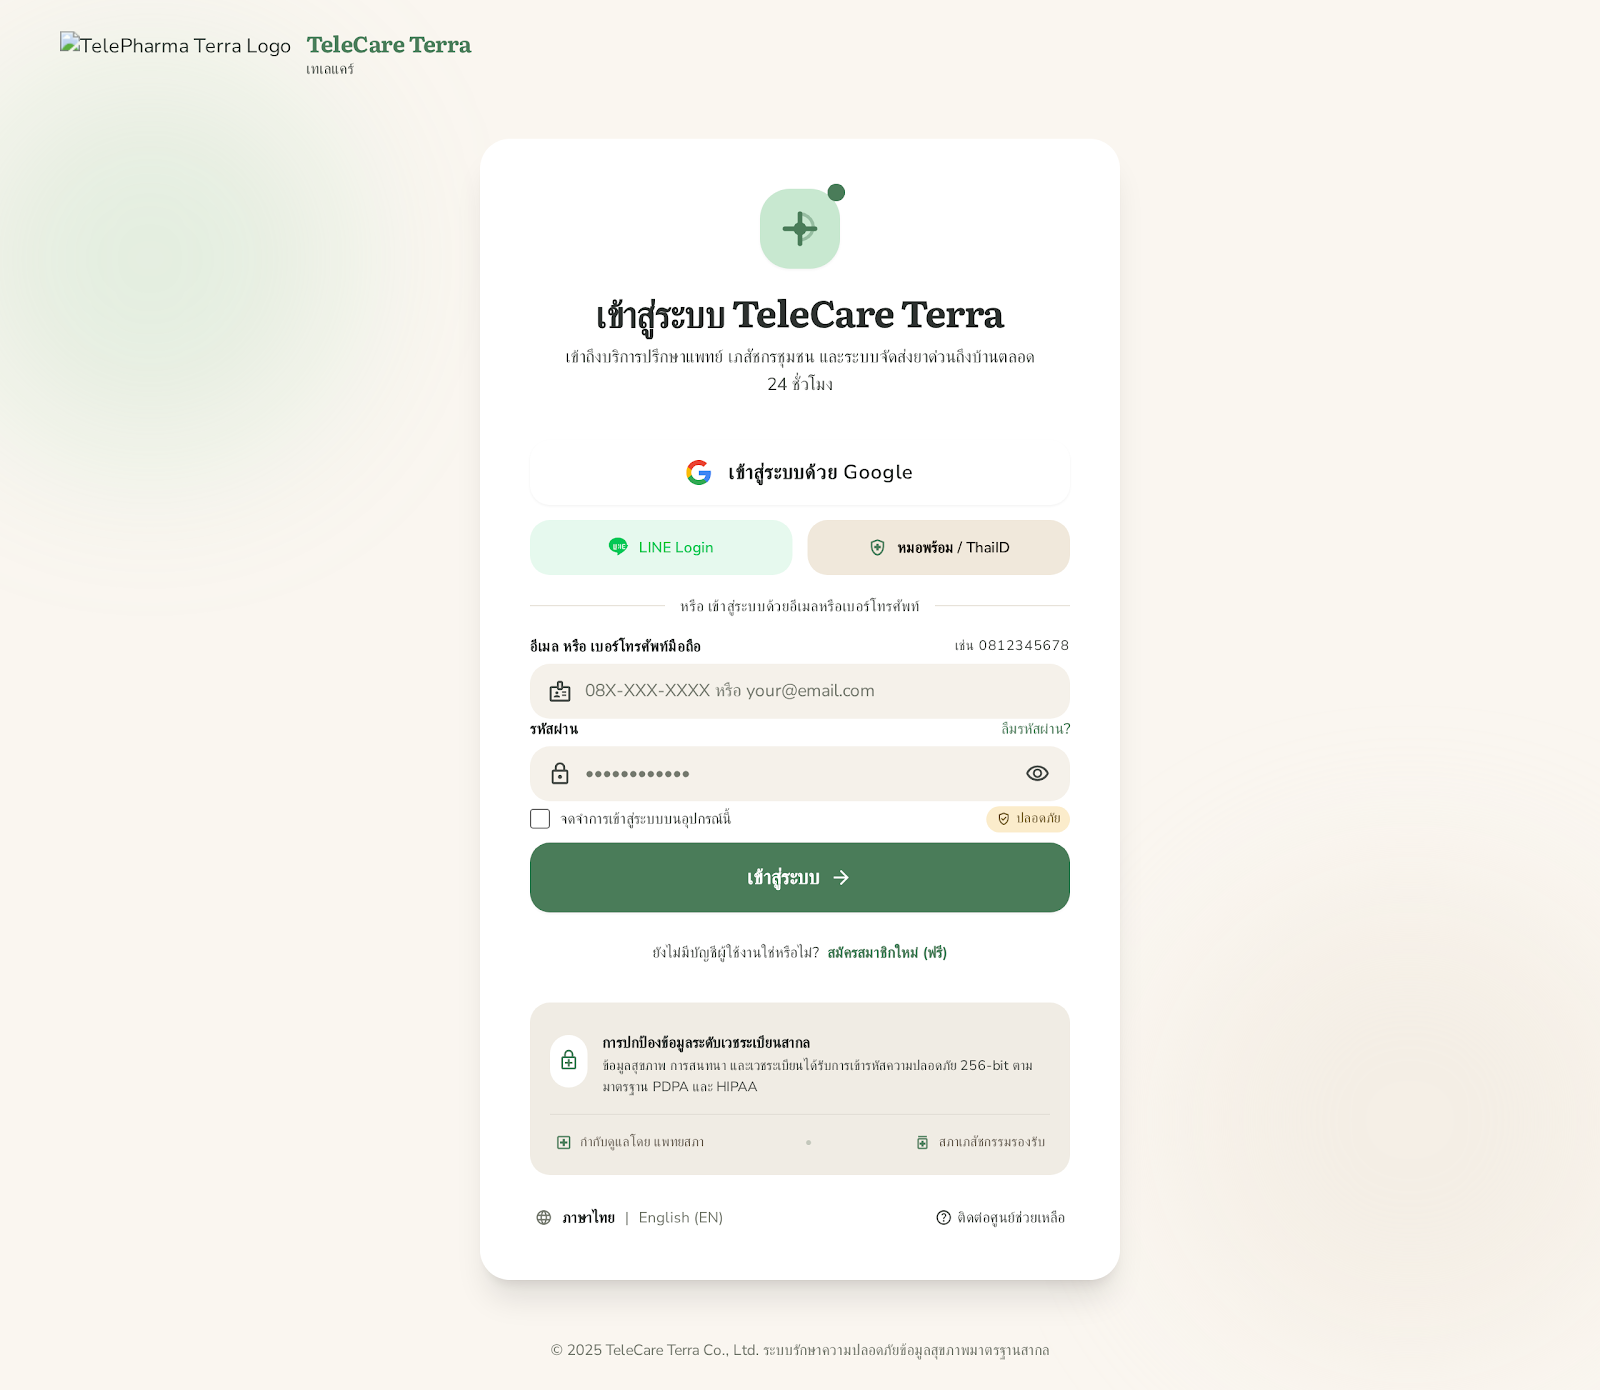 TelePharma Terra Logo
TeleCare Terra
เทเลแคร์
เข้าสู่ระบบ TeleCare Terra
เข้าถึงบริการปรึกษาแพทย์ เภสัชกรชุมชน และระบบจัดส่งยาด่วนถึงบ้านตลอด
24 ชั่วโมง
เข้าสู่ระบบด้วย Google
LINE Login
หมอพร้อม / ThaiD
หรือ เข้าสู่ระบบด้วยอีเมลหรือเบอร์โทรศัพท์
อีเมล หรือ เบอร์โทรศัพท์มือถือ
เช่น 0812345678
08X-XXX-XXXX หรือ your@email.com
รหัสผ่าน
ลืมรหัสผ่าน?
••••••••••••
จดจำการเข้าสู่ระบบบนอุปกรณ์นี้
ปลอดภัย
เข้าสู่ระบบ
ยังไม่มีบัญชีผู้ใช้งานใช่หรือไม่? สมัครสมาชิกใหม่ (ฟรี)
การปกป้องข้อมูลระดับเวชระเบียนสากล
ข้อมูลสุขภาพ การสนทนา และเวชระเบียนได้รับการเข้ารหัสความปลอดภัย 256-bit ตาม
มาตรฐาน PDPA และ HIPAA
กำกับดูแลโดย แพทยสภา
สภาเภสัชกรรมรองรับ
ภาษาไทย | English (EN)
ติดต่อศูนย์ช่วยเหลือ
© 2025 TeleCare Terra Co., Ltd. ระบบรักษาความปลอดภัยข้อมูลสุขภาพมาตรฐานสากล